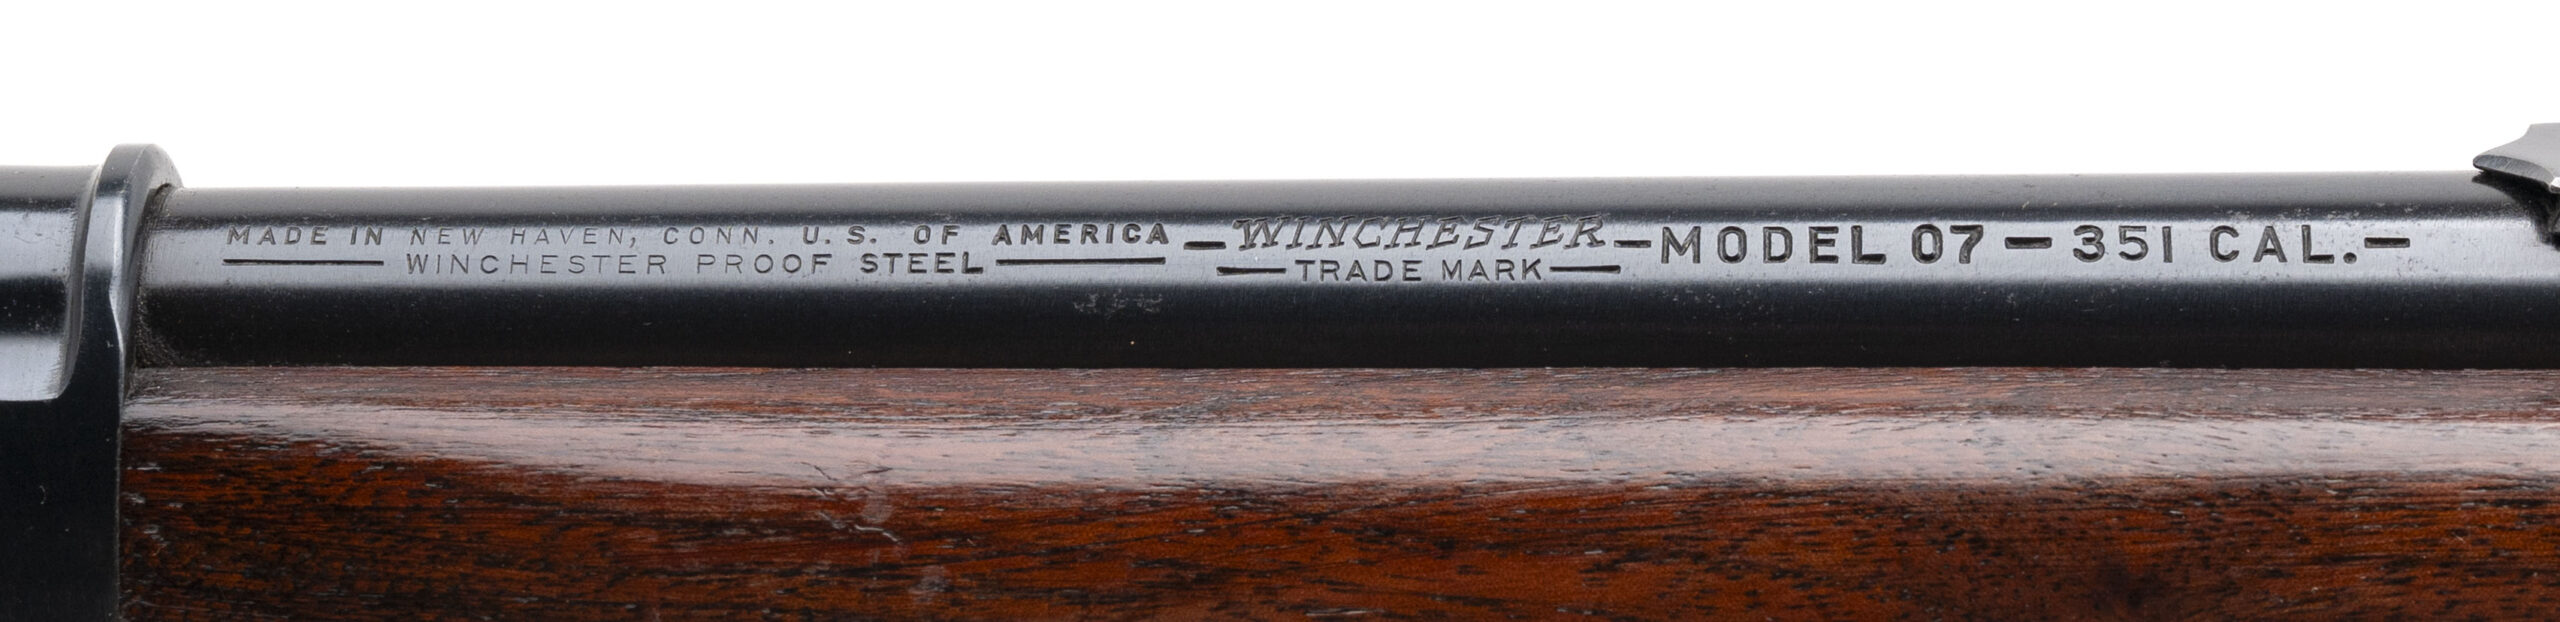 MADE IN NEW HAVEN, CONN. U.S. OF AMERICA
WINCHESTER PROOF STEEL
-WINCHESTER-
TRADE MARK
MODEL 07-351 CAL.-